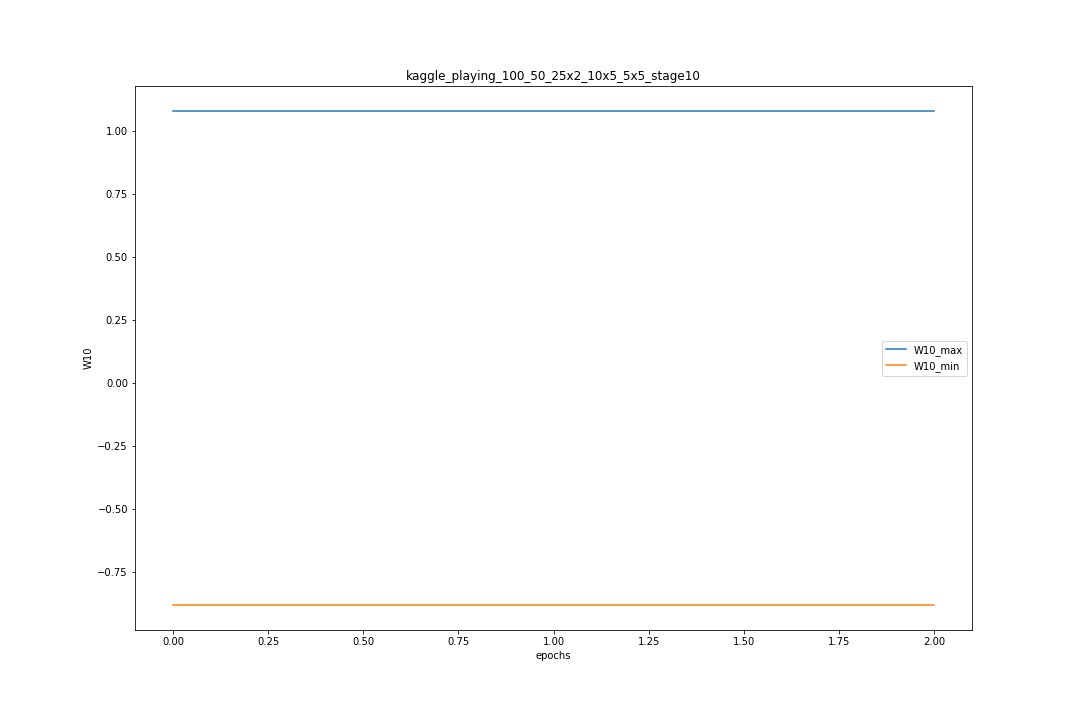 kaggle_playing_100_50_25x2_10x5_5x5_stage10
1.00
0.75
0.50
0.25
0.00
−0.25
−0.50
−0.75
W10
W10_max
W10_min
0.00 0.25 0.50 0.75 1.00 1.25 1.50 1.75 2.00
epochs